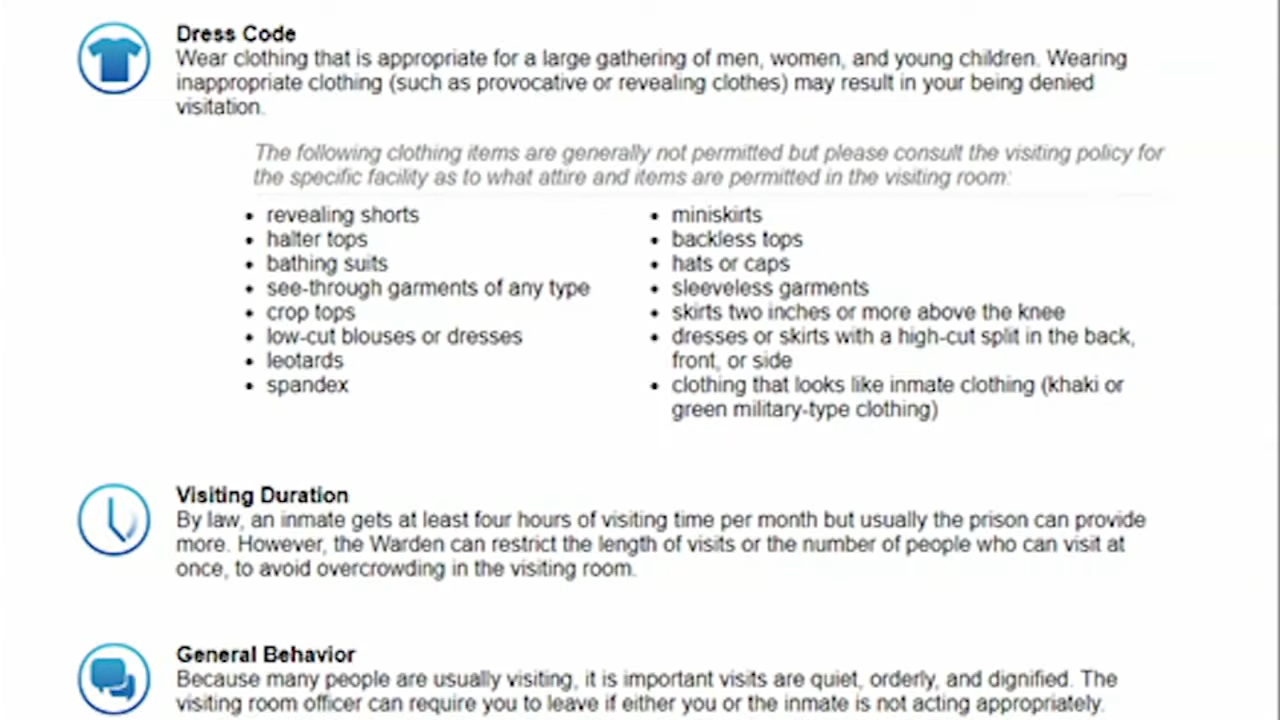 Dress Code
Wear clothing that is appropriate for a large gathering of men, women, and young children. Wearing
inappropriate clothing (such as provocative or revealing clothes) may result in your being denied
visitation.
The following clothing items are generally not permitted but please consult the visiting policy for
the specific facility as to what attire and items are permitted in the visiting room:
• revealing shorts
• halter tops
• bathing suits
• see-through garments of any type
• crop tops
• low-cut blouses or dresses
• leotards
• spandex
• miniskirts
• backless tops
• hats or caps
• sleeveless garments
• skirts two inches or more above the knee
• dresses or skirts with a high-cut split in the back,
front, or side
• clothing that looks like inmate clothing (khaki or
green military-type clothing)
Visiting Duration
By law, an inmate gets at least four hours of visiting time per month but usually the prison can provide
more. However, the Warden can restrict the length of visits or the number of people who can visit at
once, to avoid overcrowding in the visiting room.
General Behavior
Because many people are usually visiting, it is important visits are quiet, orderly, and dignified. The
visiting room officer can require you to leave if either you or the inmate is not acting appropriately.